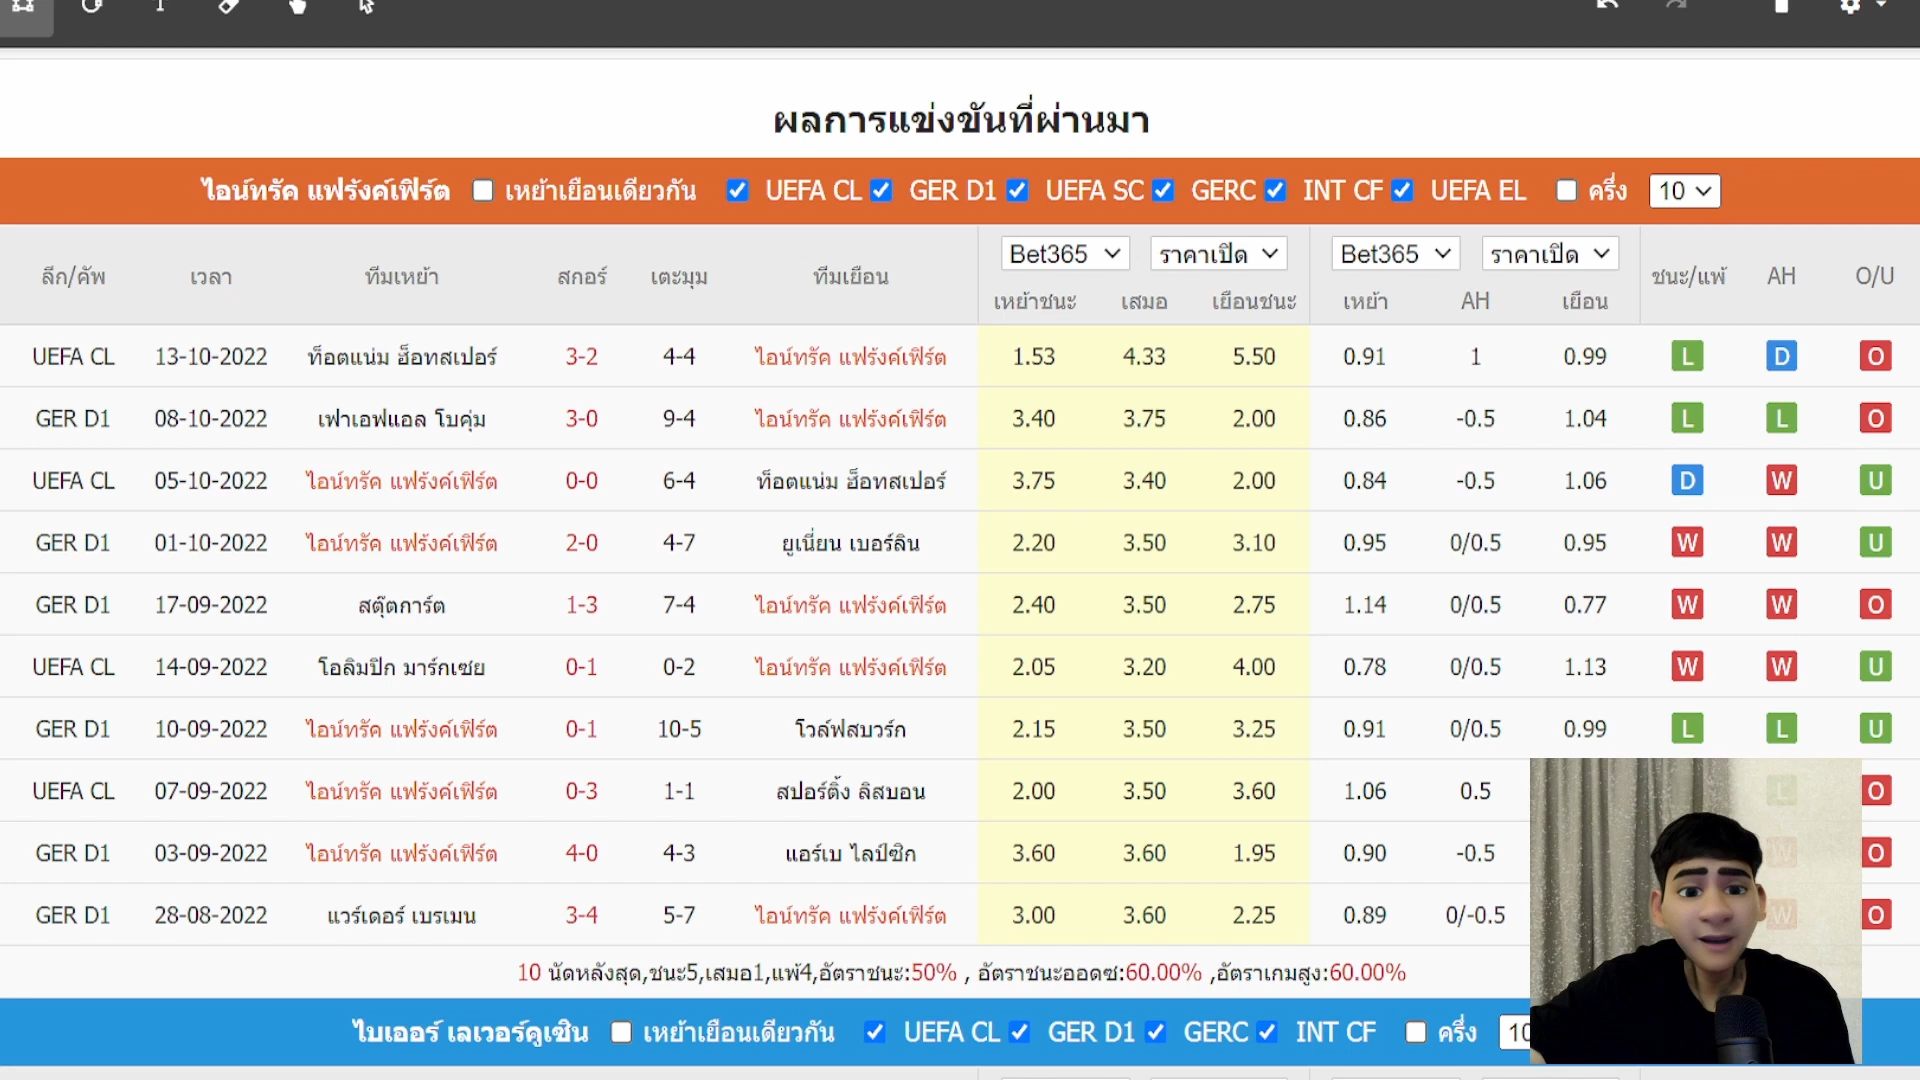 ผลการแข่งขันที่ผ่านมา
ไอน์ทรัค แฟร้งค์เฟิร์ต เหย้าเยือนเดียวกัน UEFA CL GER D1 UEFA SC GERC INT CF UEFA EL ครึ่ง 10
Bet365 ราคาเปิด Bet365 ราคาเปิด
ลีก/คัพ เวลา ทีมเหย้า สกอร์ เตะมุม ทีมเยือน เหย้าชนะ เสมอ เยือนชนะ เหย้า AH เยือน ชนะ/แพ้ AH O/U
UEFA CL 13-10-2022 ท็อตแน่ม ฮ็อทสเปอร์ 3-2 4-4 ไอน์ทรัค แฟร้งค์เฟิร์ต 1.53 4.33 5.50 0.91 1 0.99 L D O
GER D1 08-10-2022 เฟาเอฟแอล โบคุ่ม 3-0 9-4 ไอน์ทรัค แฟร้งค์เฟิร์ต 3.40 3.75 2.00 0.86 -0.5 1.04 L L O
UEFA CL 05-10-2022 ไอน์ทรัค แฟร้งค์เฟิร์ต 0-0 6-4 ท็อตแน่ม ฮ็อทสเปอร์ 3.75 3.40 2.00 0.84 -0.5 1.06 D W U
GER D1 01-10-2022 ไอน์ทรัค แฟร้งค์เฟิร์ต 2-0 4-7 ยูเนี่ยน เบอร์ลิน 2.20 3.50 3.10 0.95 0/0.5 0.95 W W U
GER D1 17-09-2022 สตุ๊ตการ์ต 1-3 7-4 ไอน์ทรัค แฟร้งค์เฟิร์ต 2.40 3.50 2.75 1.14 0/0.5 0.77 W W O
UEFA CL 14-09-2022 โอลิมปิก มาร์กเซย 0-1 0-2 ไอน์ทรัค แฟร้งค์เฟิร์ต 2.05 3.20 4.00 0.78 0/0.5 1.13 W W U
GER D1 10-09-2022 ไอน์ทรัค แฟร้งค์เฟิร์ต 0-1 10-5 โวล์ฟสบวร์ก 2.15 3.50 3.25 0.91 0/0.5 0.99 L L U
UEFA CL 07-09-2022 ไอน์ทรัค แฟร้งค์เฟิร์ต 0-3 1-1 สปอร์ติ้ง ลิสบอน 2.00 3.50 3.60 1.06 0.5 L O
GER D1 03-09-2022 ไอน์ทรัค แฟร้งค์เฟิร์ต 4-0 4-3 แอร์เบ ไลป์ซิก 3.60 3.60 1.95 0.90 -0.5 W O
GER D1 28-08-2022 แวร์เดอร์ เบรเมน 3-4 5-7 ไอน์ทรัค แฟร้งค์เฟิร์ต 3.00 3.60 2.25 0.89 0/-0.5 W O
10 นัดหลังสุด,ชนะ5,เสมอ1,แพ้4,อัตราชนะ:50% , อัตราชนะออดซ:60.00% ,อัตราเกมสูง:60.00%
ไบเออร์ เลเวอร์คูเซิน เหย้าเยือนเดียวกัน UEFA CL GER D1 GERC INT CF ครึ่ง 10